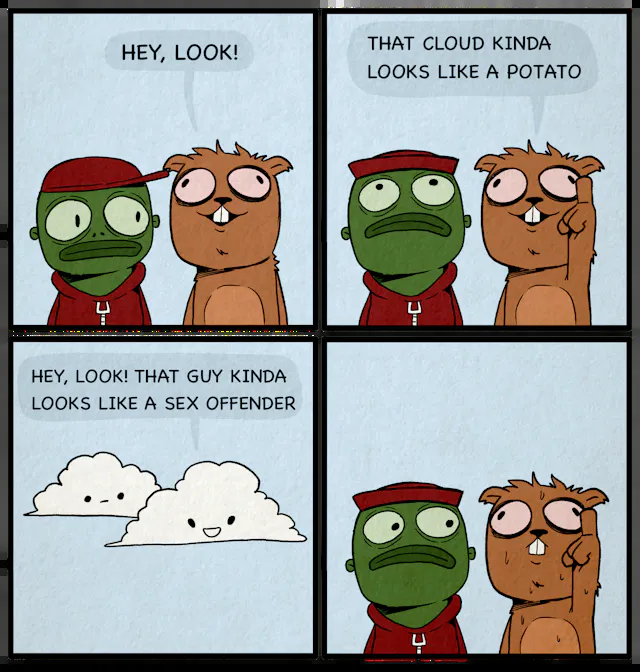 HEY, LOOK!
THAT CLOUD KINDA
LOOKS LIKE A POTATO
HEY, LOOK! THAT GUY KINDA
LOOKS LIKE A SEX OFFENDER